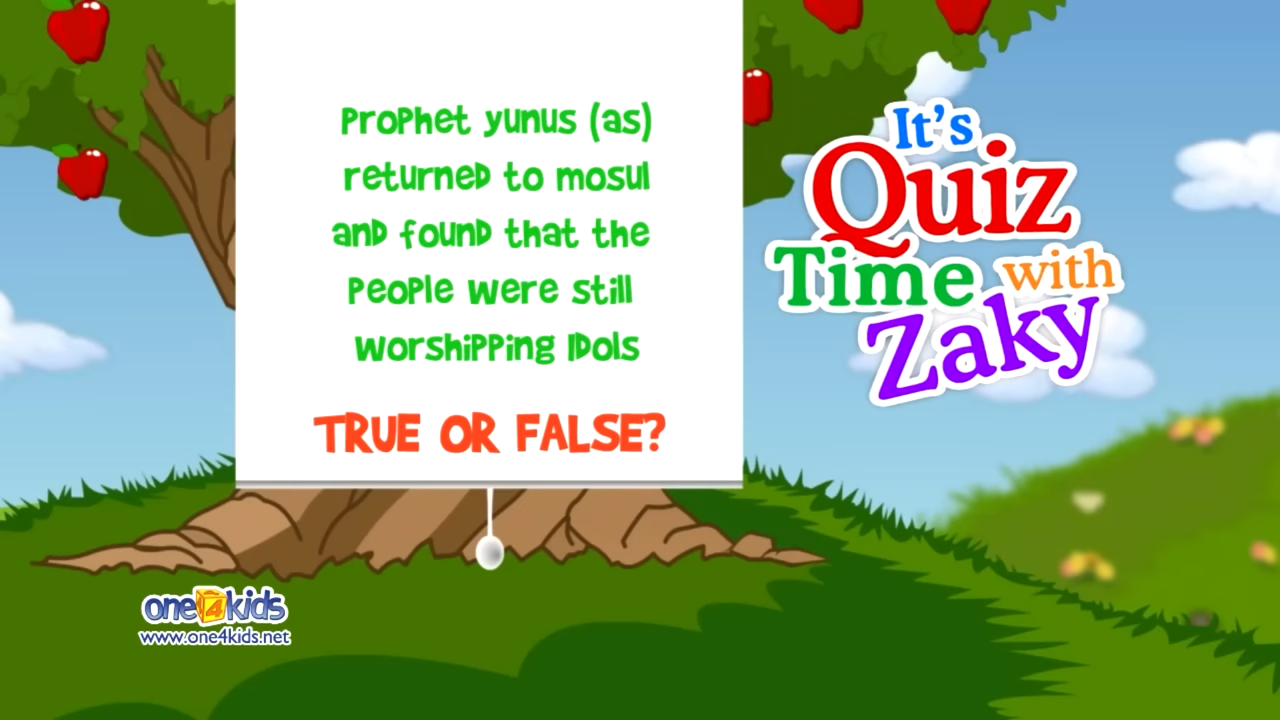 Prophet yunus (as)
returned to mosul
and found that the
People were still
worshipping idols
TRUE OR FALSE?
It's
Quiz
Time with
Zaky
one4kids
www.one4kids.net